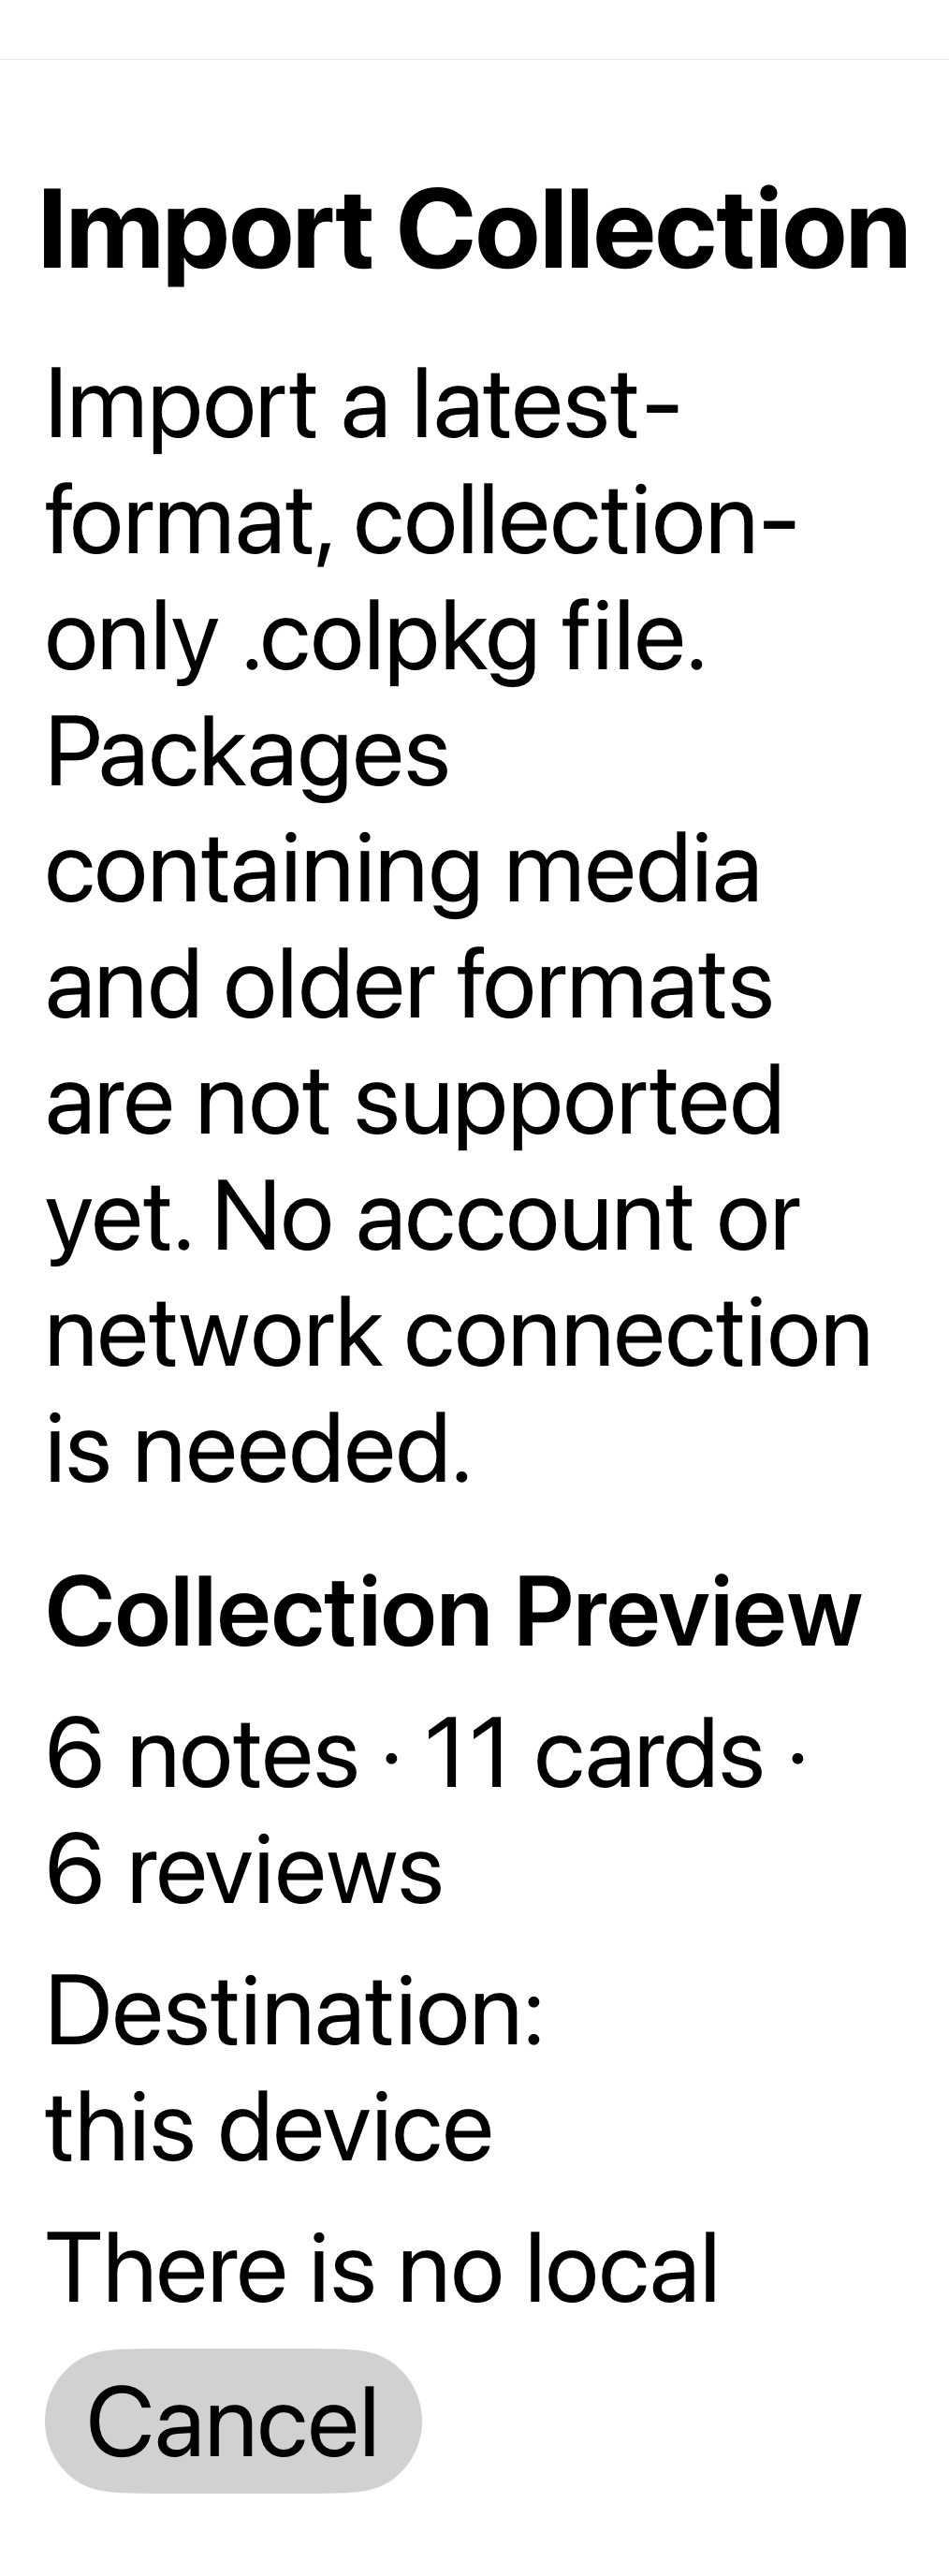 Import Collection
Import a latest-
format, collection-
only .colpkg file.
Packages
containing media
and older formats
are not supported
yet. No account or
network connection
is needed.
Collection Preview
6 notes · 11 cards ·
6 reviews
Destination:
this device
There is no local
Cancel